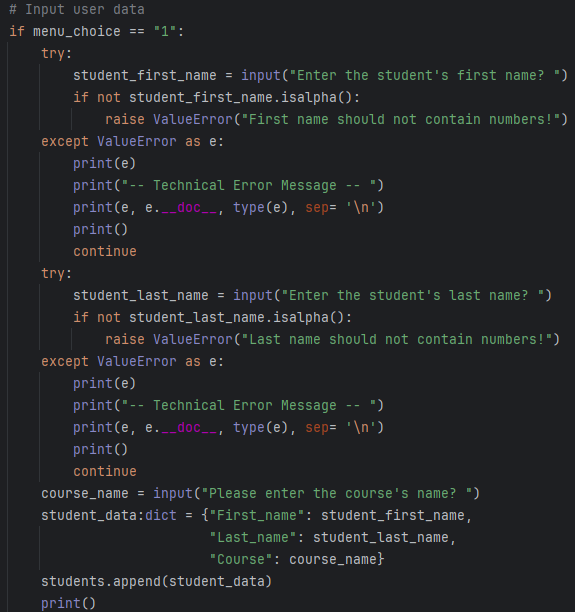 # Input user data
if menu_choice == "1":
    try:
        student_first_name = input("Enter the student's first name? ")
        if not student_first_name.isalpha():
            raise ValueError("First name should not contain numbers!")
    except ValueError as e:
        print(e)
        print("-- Technical Error Message -- ")
        print(e, e.__doc__, type(e), sep= '\n')
        print()
        continue
    try:
        student_last_name = input("Enter the student's last name? ")
        if not student_last_name.isalpha():
            raise ValueError("Last name should not contain numbers!")
    except ValueError as e:
        print(e)
        print("-- Technical Error Message -- ")
        print(e, e.__doc__, type(e), sep= '\n')
        print()
        continue
    course_name = input("Please enter the course's name? ")
    student_data:dict = {"First_name": student_first_name,
                         "Last_name": student_last_name,
                         "Course": course_name}
    students.append(student_data)
    print()